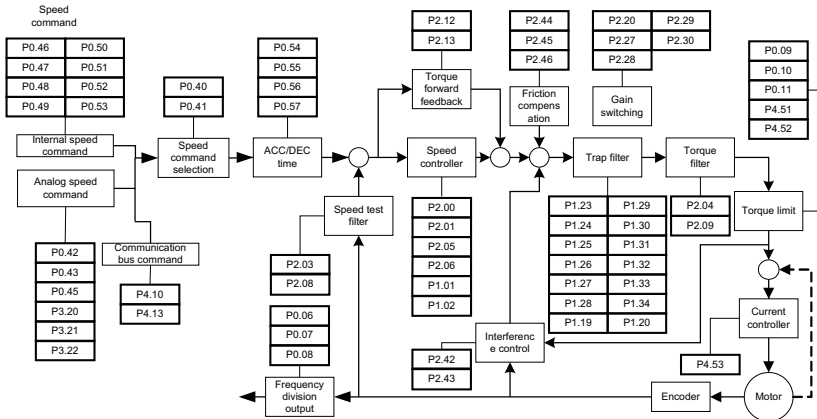 Speed
command
P0.46 P0.50
P0.47 P0.51
P0.48 P0.52
P0.49 P0.53
Internal speed
command
Analog speed
command
P0.42
P0.43
P0.45
P3.20
P3.21
P3.22
Communication
bus command
P4.10
P4.13
P0.40
P0.41
Speed
command
selection
P0.54
P0.55
P0.56
P0.57
ACC/DEC
time
Speed test
filter
P2.03
P2.08
P0.06
P0.07
P0.08
Frequency
division
output
P2.12
P2.13
Torque
forward
feedback
Speed
controller
P2.00
P2.01
P2.05
P2.06
P1.01
P1.02
P2.42
P2.43
Interferenc
e control
P2.44
P2.45
P2.46
Friction
compens
ation
P2.20 P2.29
P2.27 P2.30
P2.28
Gain
switching
Trap filter
P1.23 P1.29
P1.24 P1.30
P1.25 P1.31
P1.26 P1.32
P1.27 P1.33
P1.28 P1.34
P1.19 P1.20
Torque
filter
P2.04
P2.09
P0.09
P0.10
P0.11
P4.51
P4.52
Torque limit
Current
controller
P4.53
Encoder
Motor